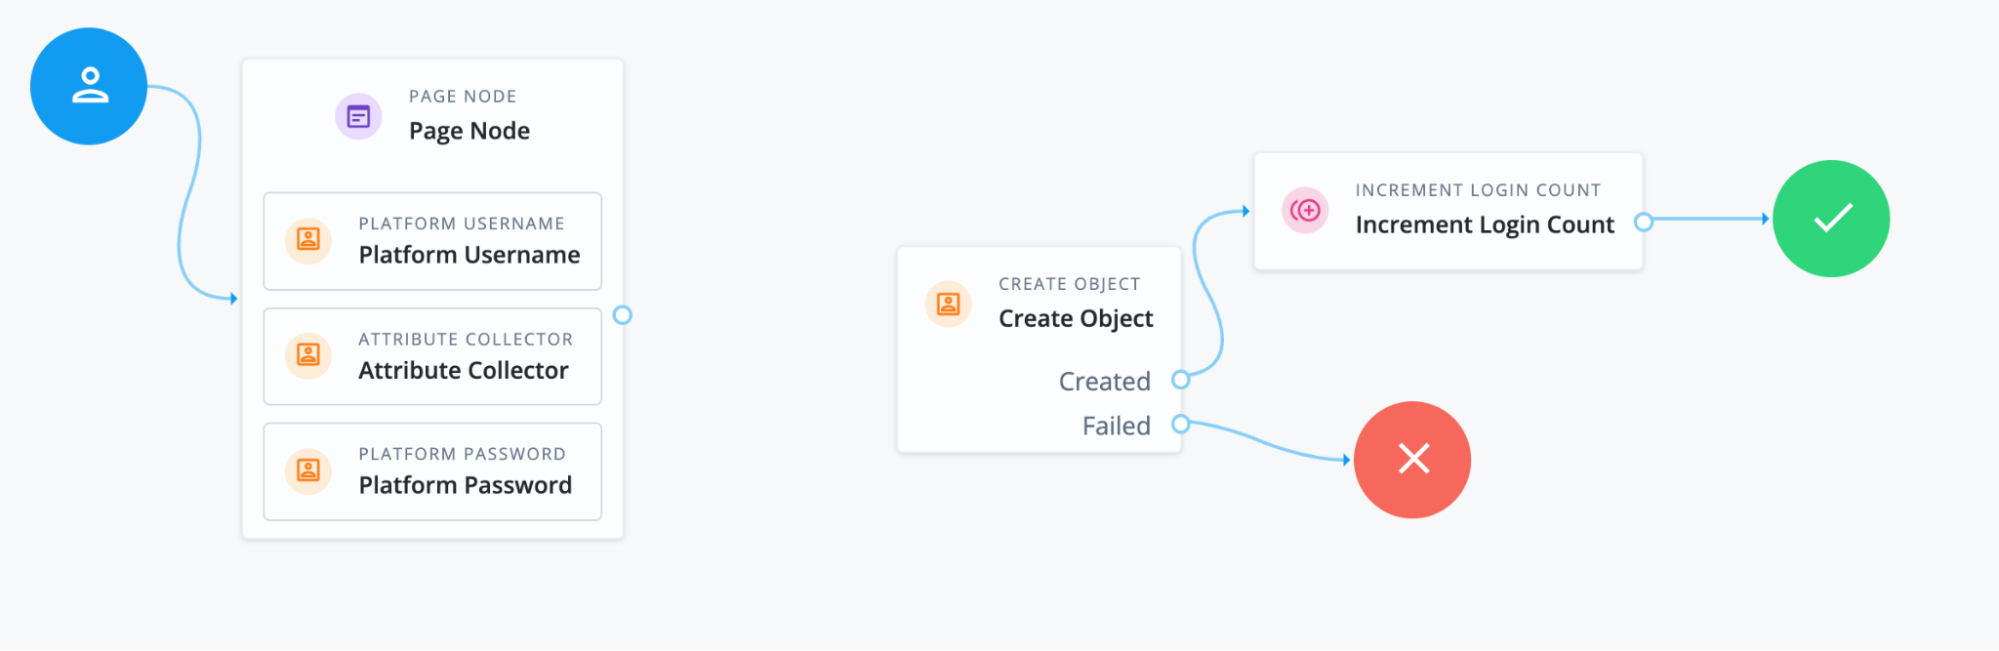 PAGE NODE
Page Node
PLATFORM USERNAME
Platform Username
ATTRIBUTE COLLECTOR
Attribute Collector
PLATFORM PASSWORD
Platform Password
CREATE OBJECT
Create Object
Created
Failed
INCREMENT LOGIN COUNT
Increment Login Count